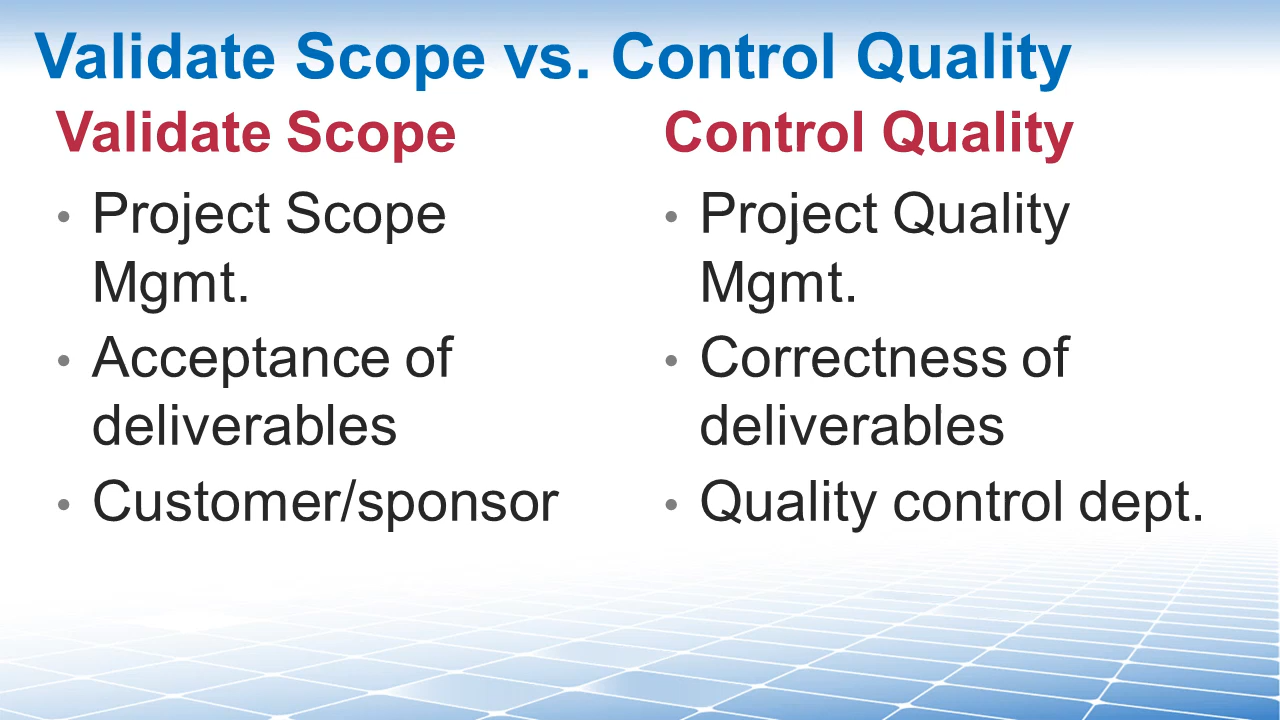 Validate Scope vs. Control Quality
Validate Scope
• Project Scope
Mgmt.
• Acceptance of
deliverables
• Customer/sponsor
Control Quality
• Project Quality
Mgmt.
• Correctness of
deliverables
• Quality control dept.